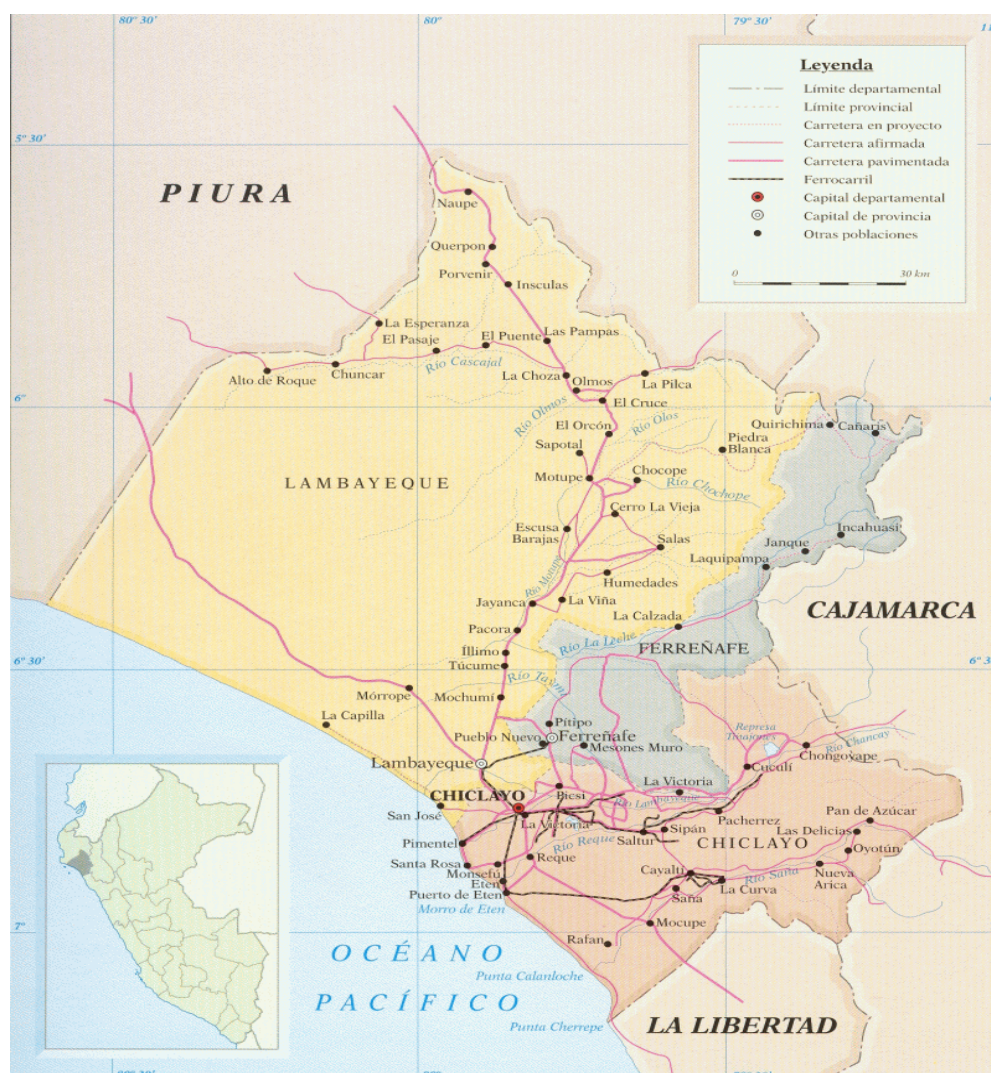 80° 30'
80°
79° 30'
Leyenda
Límite departamental
Límite provincial
Carretera en proyecto
Carretera afirmada
Carretera pavimentada
Ferrocarril
Capital departamental
Capital de provincia
Otras poblaciones
0
30 km
5° 30'
PIURA
Naupe
Querpon
Porvenir
Insculas
La Esperanza
El Pasaje
El Puente
Las Pampas
Río Cascajal
Alto de Roque
Chuncar
La Choza
Olmos
La Pilca
6°
El Cruce
Río Olmos
Río Olos
El Orcón
Quirichima
Cañaris
Sapotal
Piedra
Blanca
Motupe
Chocope
Río Chochope
LAMBAYEQUE
Cerro La Vieja
Escusa
Barajas
Incahuasi
Salas
Janque
Laquipampa
Río Motupe
Humedades
Jayanca
La Viña
La Calzada
CAJAMARCA
Pacora
Río La Leche
FERREÑAFE
Íllimo
Túcume
6° 30'
6° 30'
Mórrope
Mochumí
La Capilla
Pítipo
Pueblo Nuevo
Ferreñafe
Mesones Muro
Represa
Tinajones
Río Chancay
Chongoyape
Lambayeque
Cuculí
La Victoria
CHICLAYO
Picsi
Río Lambayeque
San José
La Victoria
Pacherrez
Pan de Azúcar
Sipán
Las Delicias
Pimentel
Río Reque
Saltur
CHICLAYO
Oyotún
Santa Rosa
Reque
Monsefú
Cayaltí
Río Saña
Nueva
Arica
Eten
La Curva
Puerto de Eten
Saña
Morro de Eten
Mocupe
7°
Rafan
OCÉANO
PACÍFICO
Punta Calanloche
Punta Cherrepe
LA LIBERTAD